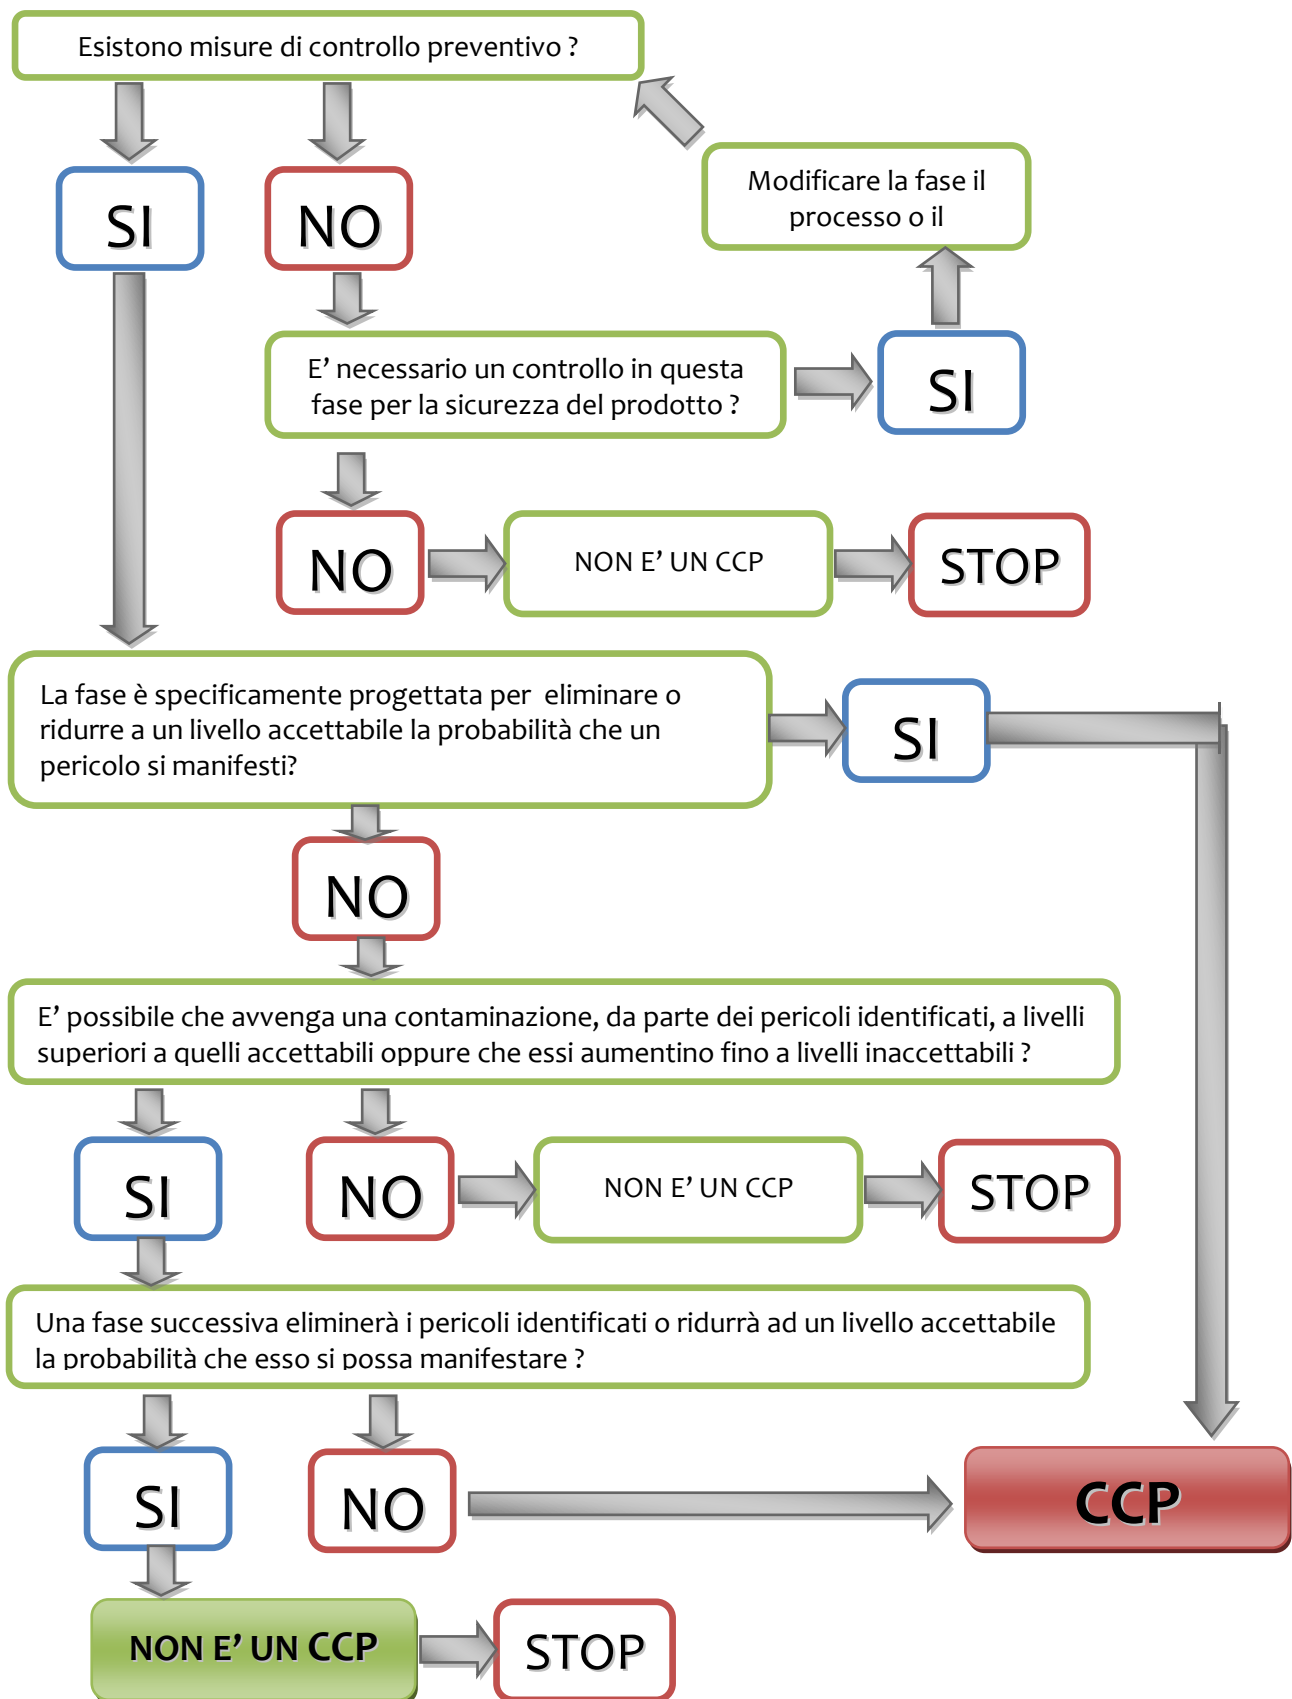 Esistono misure di controllo preventivo ?
SI
NO
Modificare la fase il
processo o il
E’ necessario un controllo in questa
fase per la sicurezza del prodotto ?
SI
NO
NON E’ UN CCP
STOP
La fase è specificamente progettata per eliminare o
ridurre a un livello accettabile la probabilità che un
pericolo si manifesti?
SI
NO
E’ possibile che avvenga una contaminazione, da parte dei pericoli identificati, a livelli
superiori a quelli accettabili oppure che essi aumentino fino a livelli inaccettabili ?
SI
NO
NON E’ UN CCP
STOP
Una fase successiva eliminerà i pericoli identificati o ridurrà ad un livello accettabile
la probabilità che esso si possa manifestare ?
SI
NO
CCP
NON E’ UN CCP
STOP